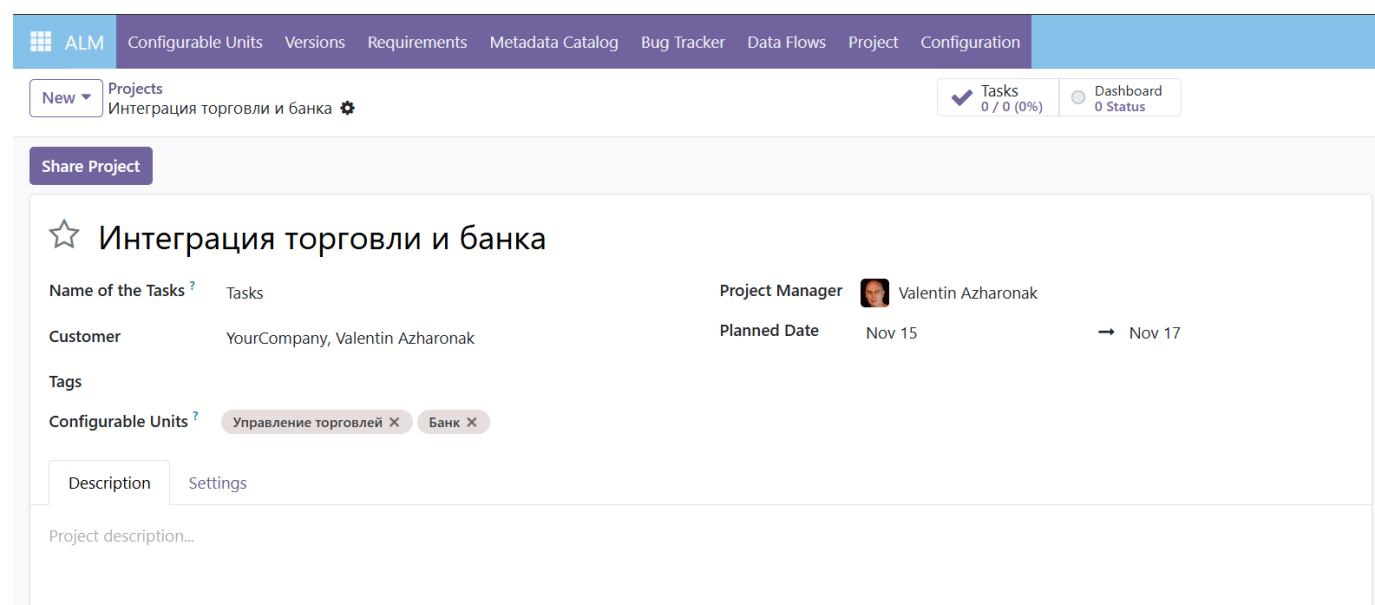 ALM Configurable Units Versions Requirements Metadata Catalog Bug Tracker Data Flows Project Configuration
New Projects
Интеграция торговли и банка
Tasks
0 / 0 (0%)
Dashboard
0 Status
Share Project
Интеграция торговли и банка
Name of the Tasks ? Tasks
Project Manager Valentin Azharonak
Customer YourCompany, Valentin Azharonak
Planned Date Nov 15 → Nov 17
Tags
Configurable Units ? Управление торговлей × Банк ×
Description Settings
Project description...